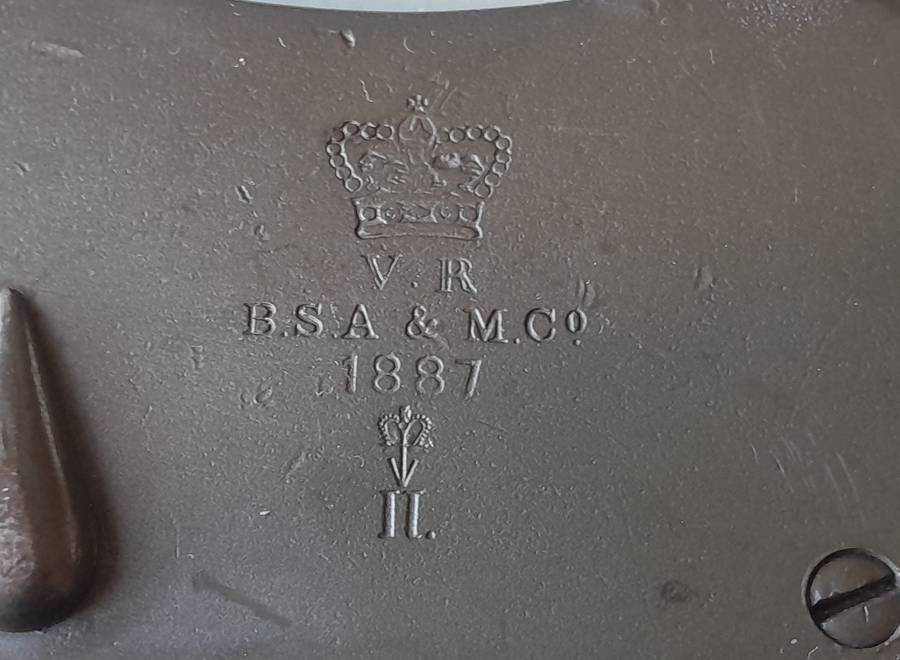 V.R
B.S.A & M.Cº.
1887
II.